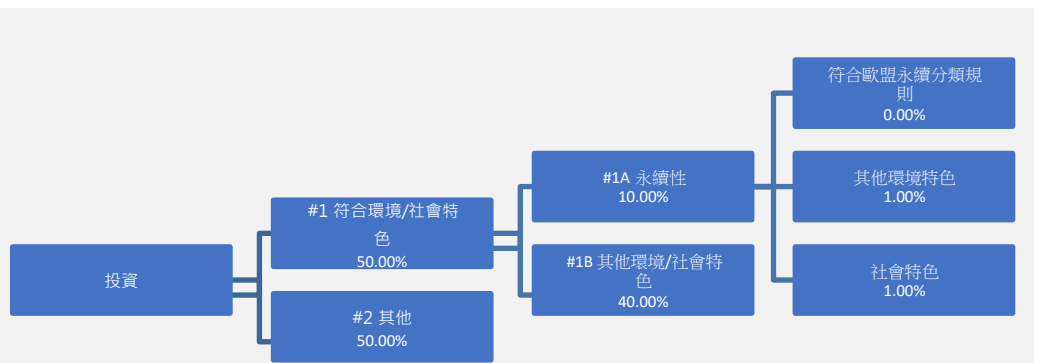 投資
#1 符合環境/社會特
色
50.00%
#2 其他
50.00%
#1A 永續性
10.00%
#1B 其他環境/社會特
色
40.00%
符合歐盟永續分類規
則
0.00%
其他環境特色
1.00%
社會特色
1.00%